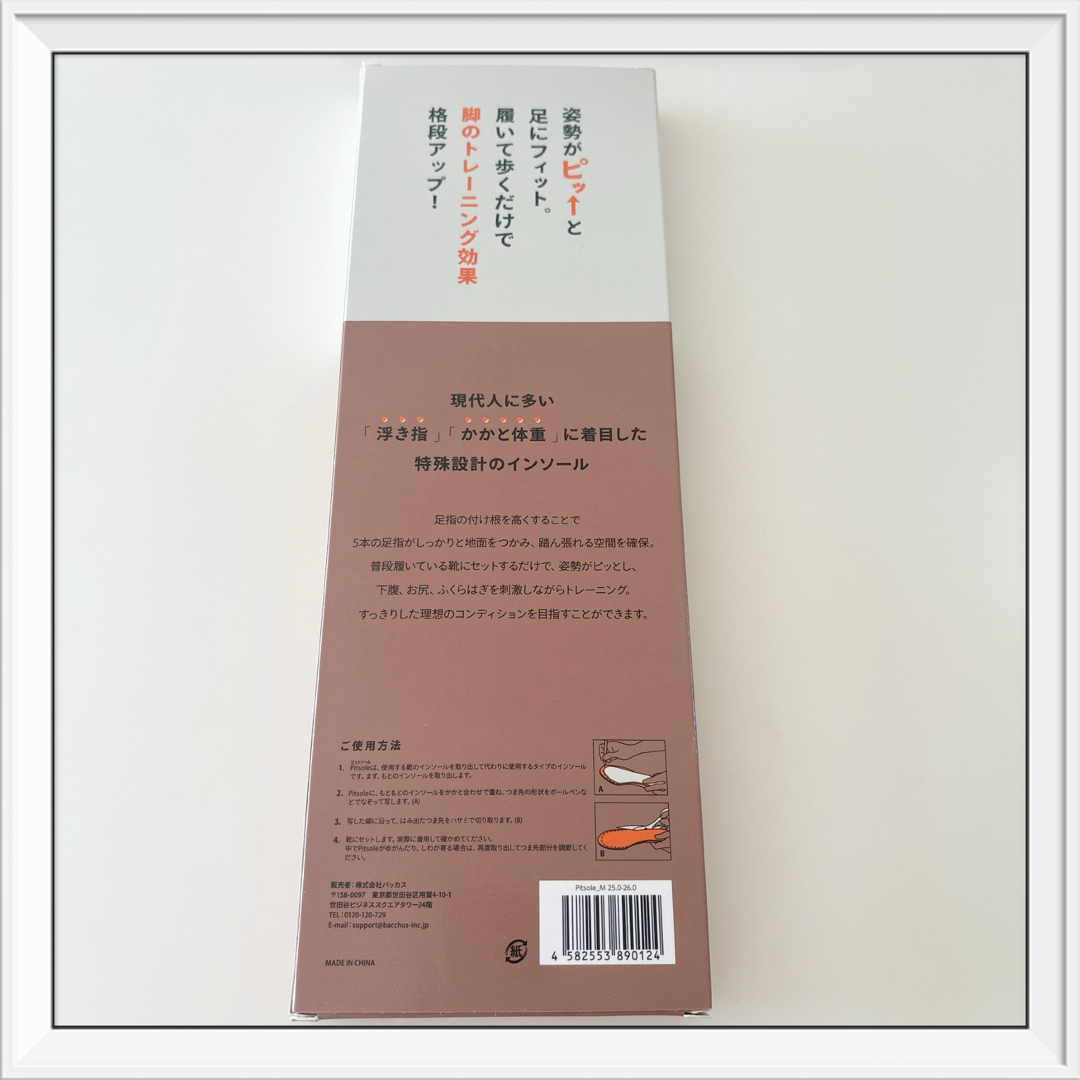 姿勢がピッ↑と
足にフィット。
履いて歩くだけで
脚のトレーニング効果
格段アップ！
現代人に多い
「浮き指」「かかと体重」に着目した
特殊設計のインソール
足指の付け根を高くすることで
5本の足指がしっかりと地面をつかみ、踏ん張れる空間を確保。
普段履いている靴にセットするだけで、姿勢がピッとし、
下腹、お尻、ふくらはぎを刺激しながらトレーニング。
すっきりした理想のコンディションを目指すことができます。
ご使用方法
ピットソール
1. Pitsoleは、使用する靴のインソールを取り出して代わりに使用するタイプのインソール
です。まず、もとのインソールを取り出します。
2. Pitsoleに、もともとのインソールをかかと合わせで重ね、つま先の形状をボールペンな
どでなぞって写します。(A)
3. 写した線に沿って、はみ出たつま先をハサミで切り取ります。(B)
4. 靴にセットします。実際に着用して確かめてください。
中でPitsoleがゆがんだり、しわが寄る場合は、再度取り出してつま先部分を調節してく
ださい。
A
B
販売者：株式会社バッカス
〒158-0097 東京都世田谷区用賀4-10-1
世田谷ビジネススクエアタワー24階
TEL：0120-120-729
E-mail：support@bacchus-inc.jp
MADE IN CHINA
紙
Pitsole_M 25.0-26.0
4 582553 890124